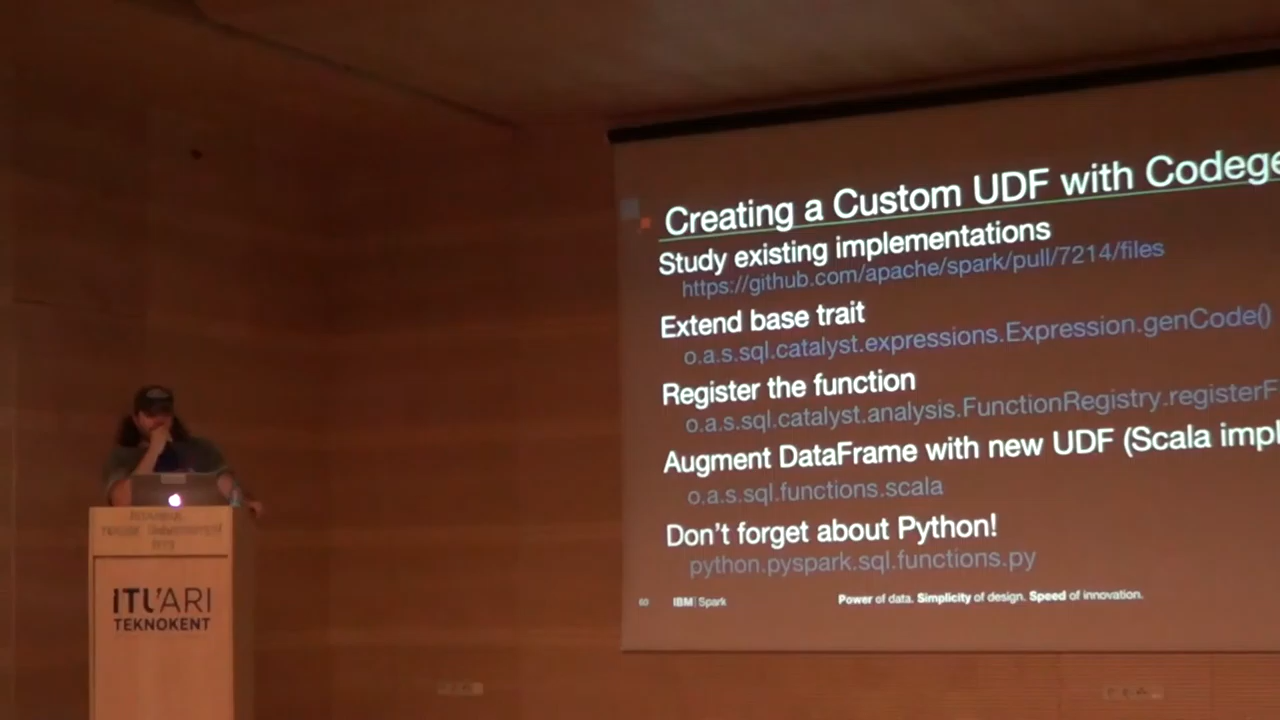 Creating a Custom UDF with Codege
Study existing implementations
https://github.com/apache/spark/pull/7214/files
Extend base trait
o.a.s.sql.catalyst.expressions.Expression.genCode()
Register the function
o.a.s.sql.catalyst.analysis.FunctionRegistry.registerF
Augment DataFrame with new UDF (Scala impl
o.a.s.sql.functions.scala
Don't forget about Python!
python.pyspark.sql.functions.py
60 IBM | Spark Power of data. Simplicity of design. Speed of innovation.
İTÜARI
TEKNOKENT